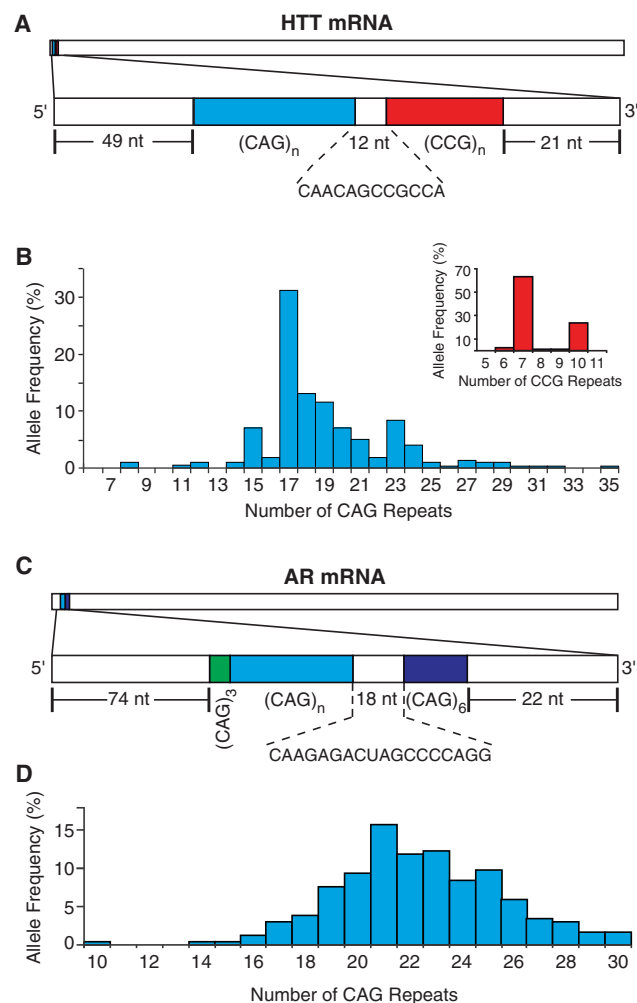 A
HTT mRNA
5' 3'
49 nt (CAG)n 12 nt (CCG)n 21 nt
CAACAGCCGCCA
B
Allele Frequency (%)
30
20
10
0
7 9 11 13 15 17 19 21 23 25 27 29 31 33 35
Number of CAG Repeats
Allele Frequency (%)
70
50
30
10
5 6 7 8 9 10 11
Number of CCG Repeats
C
AR mRNA
5' 3'
74 nt (CAG)3 (CAG)n 18 nt (CAG)6 22 nt
CAAGAGACUAGCCCCAGG
D
Allele Frequency (%)
15
10
5
0
10 12 14 16 18 20 22 24 26 28 30
Number of CAG Repeats